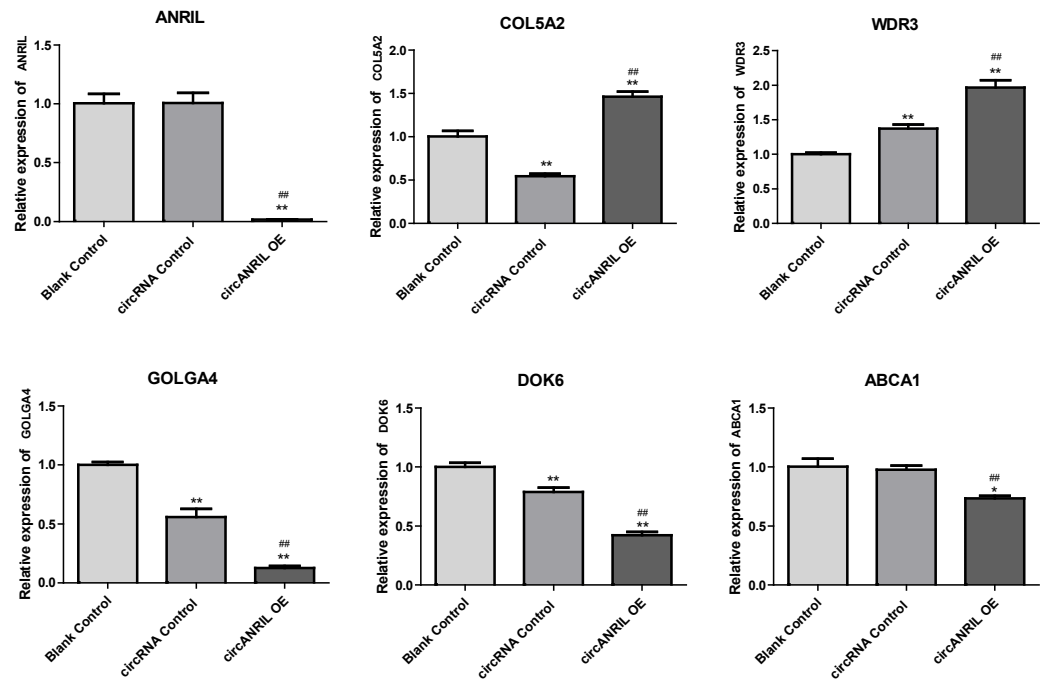 ANRIL
Relative expression of ANRIL
1.5
1.0
0.5
0.0
##
**
Blank Control
circRNA Control
circANRIL OE
COL5A2
Relative expression of COL5A2
2.0
1.5
1.0
0.5
0.0
**
##
**
Blank Control
circRNA Control
circANRIL OE
WDR3
Relative expression of WDR3
2.5
2.0
1.5
1.0
0.5
0.0
**
##
**
Blank Control
circRNA Control
circANRIL OE
GOLGA4
Relative expression of GOLGA4
1.5
1.0
0.5
0.0
**
##
**
Blank Control
circRNA Control
circANRIL OE
DOK6
Relative expression of DOK6
1.5
1.0
0.5
0.0
**
##
**
Blank Control
circRNA Control
circANRIL OE
ABCA1
Relative expression of ABCA1
1.5
1.0
0.5
0.0
##
*
Blank Control
circRNA Control
circANRIL OE